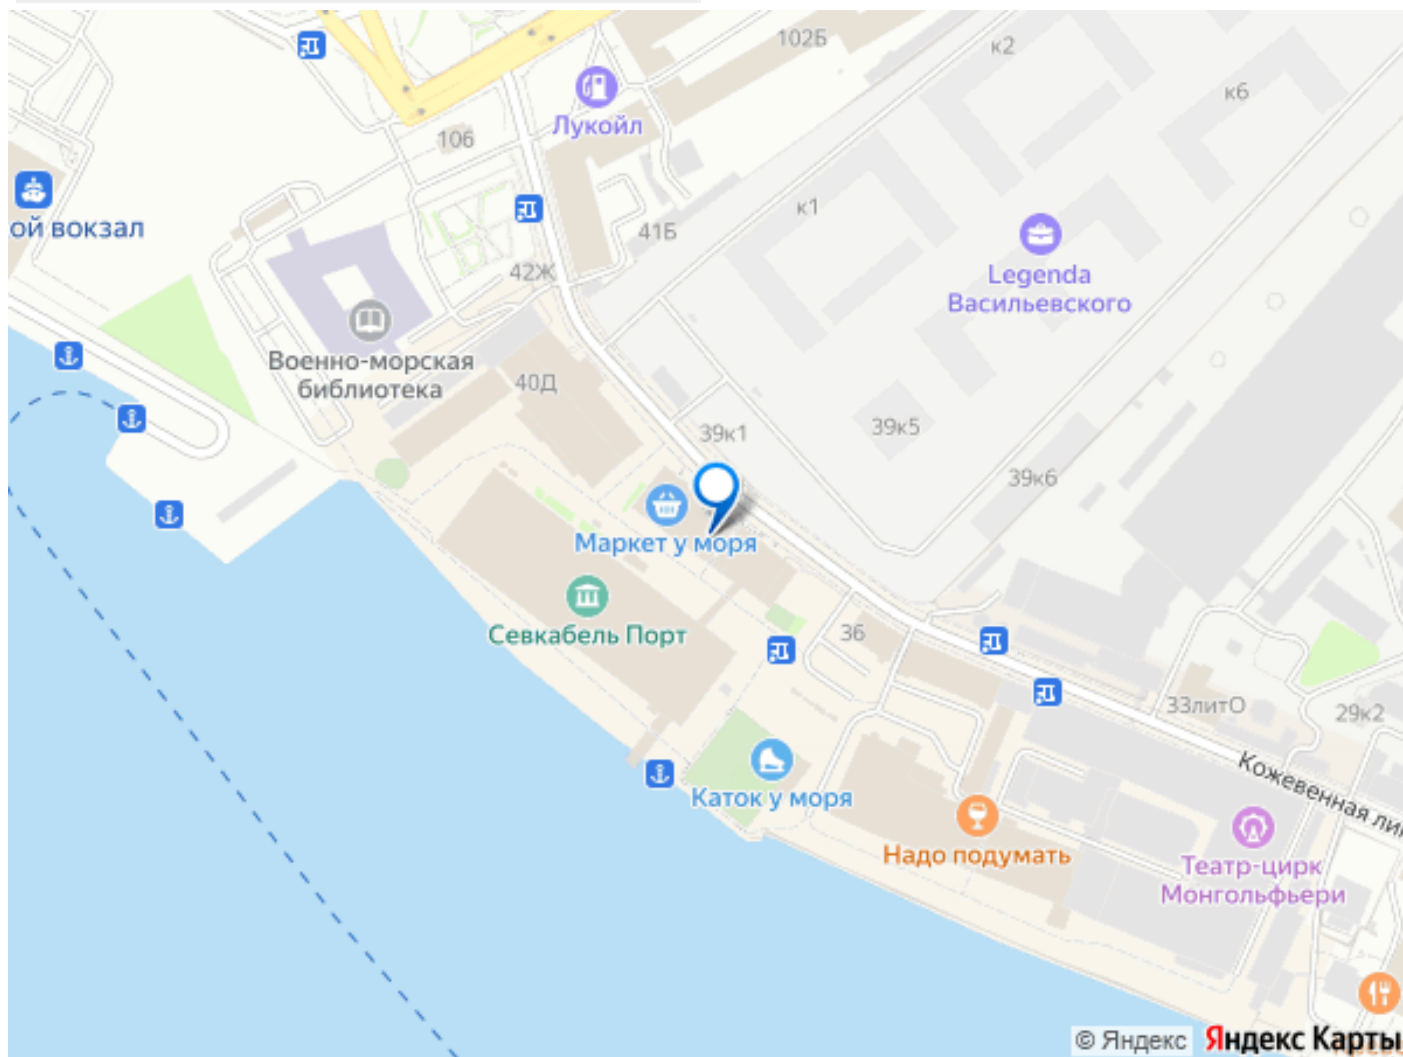 102Б
к2
к6
Лукойл
106
ой вокзал
41Б
к1
42Ж
Legenda
Васильевского
Военно-морская
библиотека
40Д
39к1
39к5
39к6
Маркет у моря
Севкабель Порт
36
33литО
29к2
Кожевенная ли
Каток у моря
Надо подумать
Театр-цирк
Монгольфьери
© Яндекс
Яндекс Карты